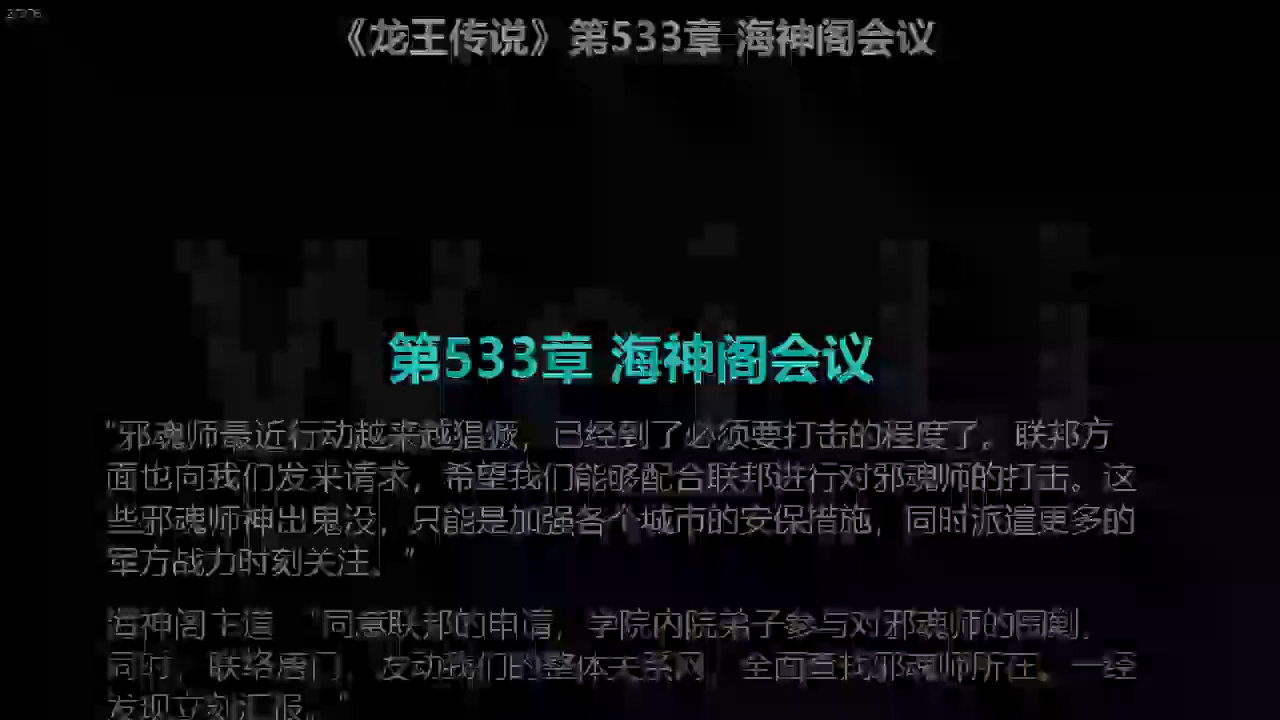 《龙王传说》第533章 海神阁会议
第533章 海神阁会议
“邪魂师最近行动越来越猖獗，已经到了必须要打击的程度了。联邦方
面也向我们发来请求，希望我们能够配合联邦进行对邪魂师的打击。这
些邪魂师神出鬼没，只能是加强各个城市的安保措施，同时派遣更多的
军方战力时刻关注。”
海神阁主道：“同意联邦的申请，学院内院弟子参与对邪魂师的围剿。
同时，联络唐门，发动我们的整体关系网，全面查找邪魂师所在。一经
发现立刻汇报。”